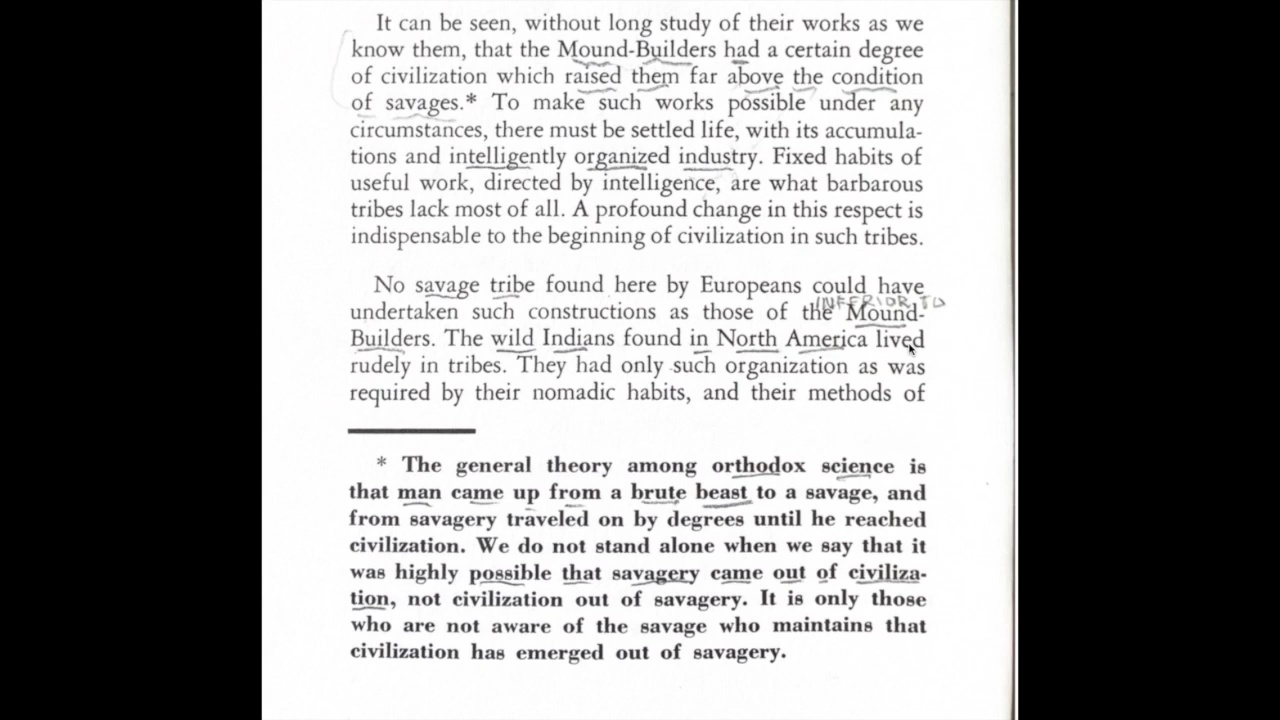 It can be seen, without long study of their works as we
know them, that the Mound-Builders had a certain degree
of civilization which raised them far above the condition
of savages.* To make such works possible under any
circumstances, there must be settled life, with its accumula-
tions and intelligently organized industry. Fixed habits of
useful work, directed by intelligence, are what barbarous
tribes lack most of all. A profound change in this respect is
indispensable to the beginning of civilization in such tribes.
No savage tribe found here by Europeans could have
INFERIOR TO
undertaken such constructions as those of the Mound-
Builders. The wild Indians found in North America lived
rudely in tribes. They had only such organization as was
required by their nomadic habits, and their methods of
* The general theory among orthodox science is
that man came up from a brute beast to a savage, and
from savagery traveled on by degrees until he reached
civilization. We do not stand alone when we say that it
was highly possible that savagery came out of civiliza-
tion, not civilization out of savagery. It is only those
who are not aware of the savage who maintains that
civilization has emerged out of savagery.